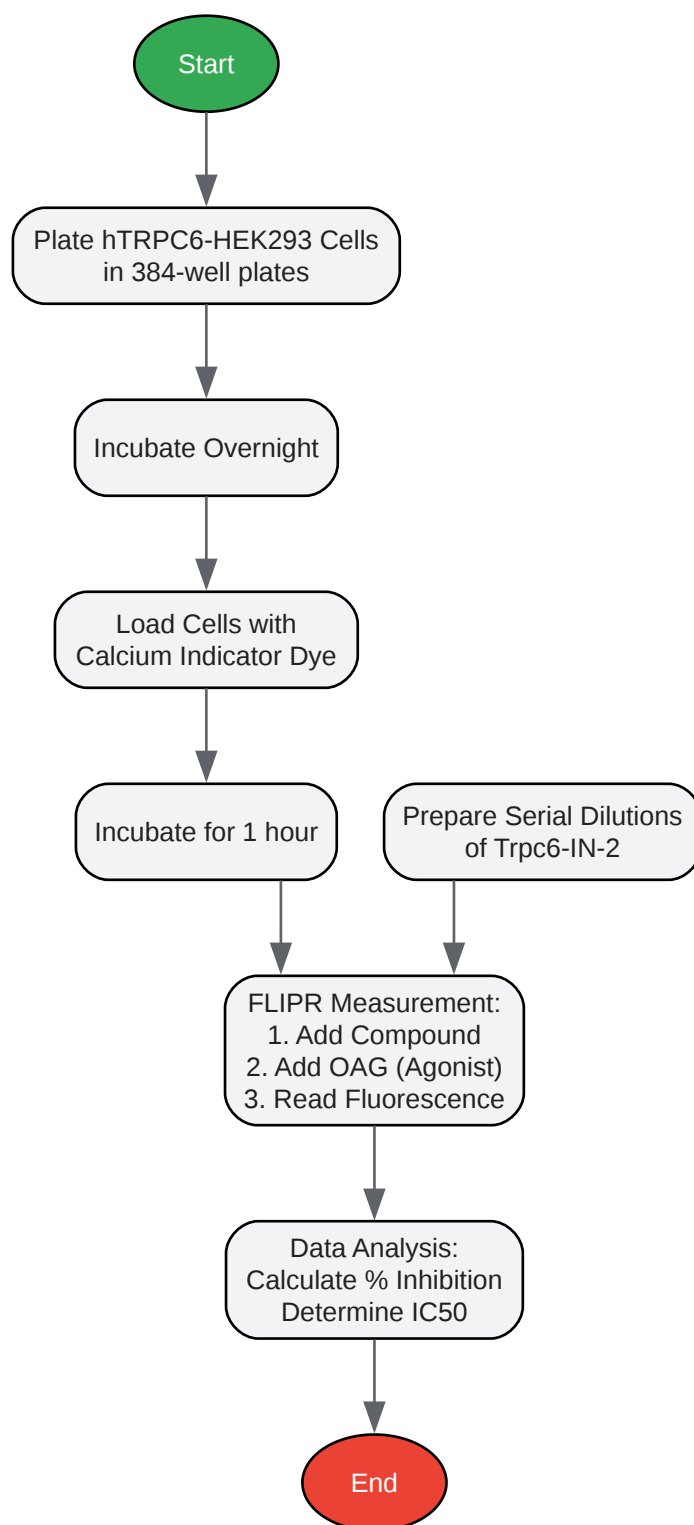 Start
Plate hTRPC6-HEK293 Cells
in 384-well plates
Incubate Overnight
Load Cells with
Calcium Indicator Dye
Incubate for 1 hour
Prepare Serial Dilutions
of Trpc6-IN-2
FLIPR Measurement:
1. Add Compound
2. Add OAG (Agonist)
3. Read Fluorescence
Data Analysis:
Calculate % Inhibition
Determine IC50
End